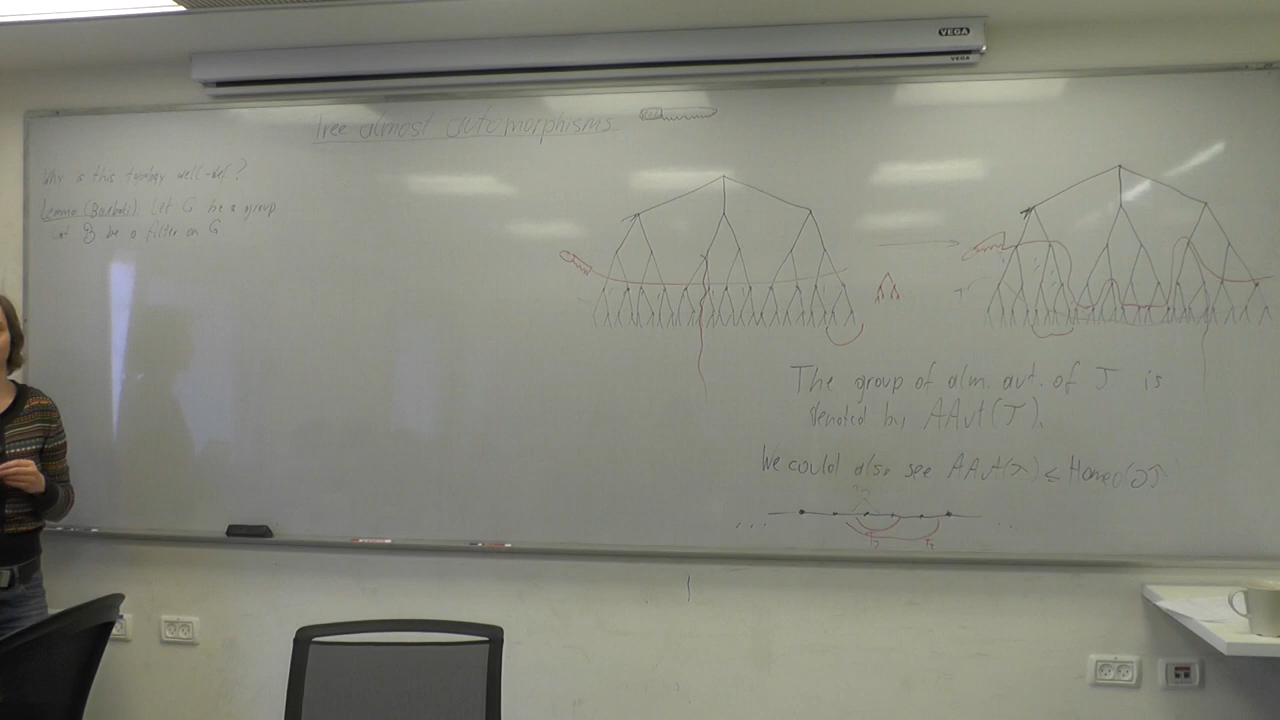 VEGA
VEGA
Tree almost automorphisms
Why is this topology well-def?
Lemma (Bourbaki) Let G be a group
Let B be a filter on G
T
The group of alm. aut. of T is
denoted by AAut(T).
We could also see AAut(T) ≤ Homeo(∂T
... ...